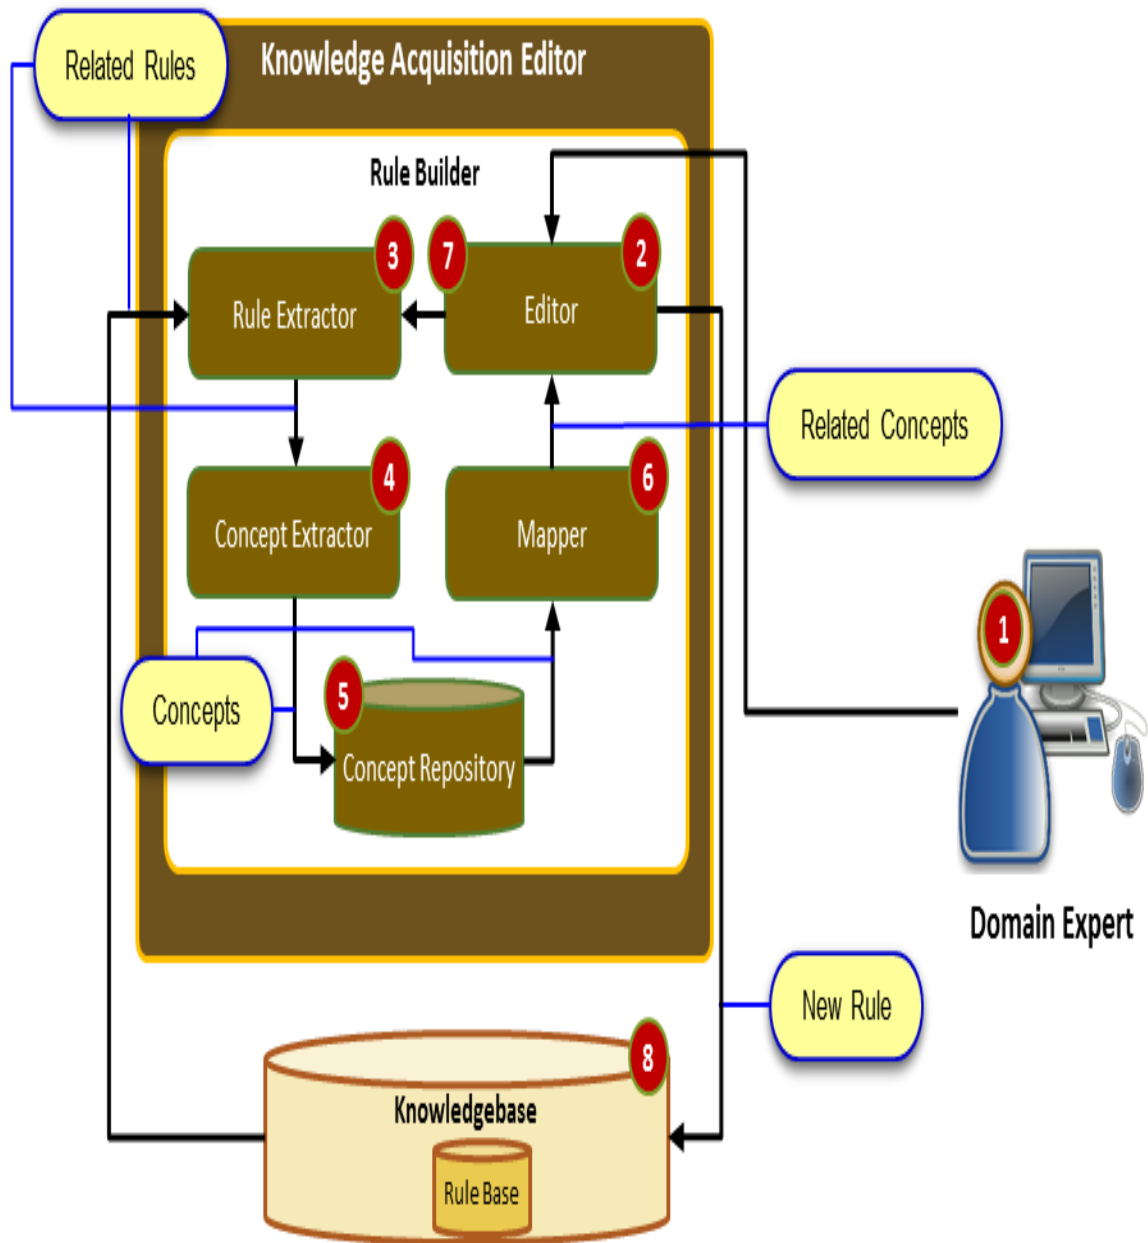 Related Rules
Knowledge Acquisition Editor
Rule Builder
3
7
2
Rule Extractor
Editor
Related Concepts
4
6
Concept Extractor
Mapper
1
5
Concepts
Concept Repository
Domain Expert
New Rule
8
Knowledgebase
Rule Base